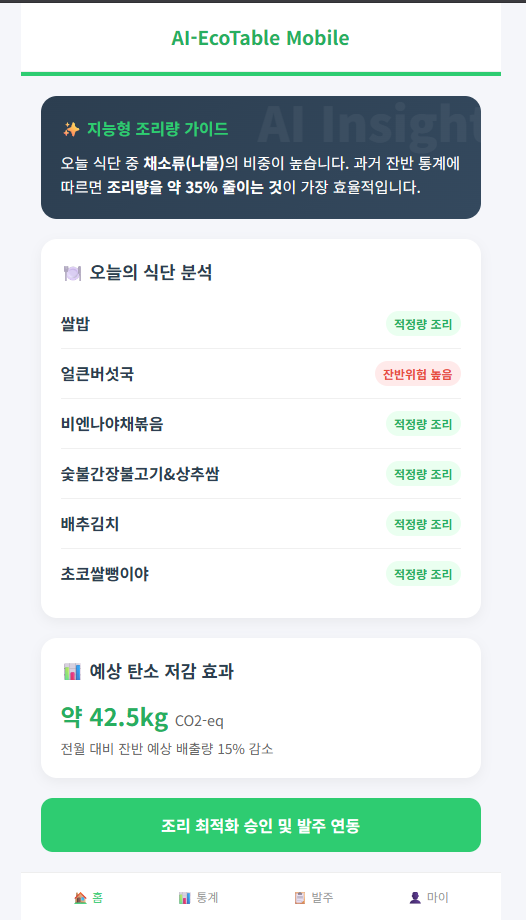 AI-EcoTable Mobile
AI Insight
✨ 지능형 조리량 가이드
오늘 식단 중 채소류(나물)의 비중이 높습니다. 과거 잔반 통계에
따르면 조리량을 약 35% 줄이는 것이 가장 효율적입니다.
🍽️ 오늘의 식단 분석
쌀밥 적정량 조리
얼큰버섯국 잔반위험 높음
비엔나야채볶음 적정량 조리
숯불간장불고기&상추쌈 적정량 조리
배추김치 적정량 조리
초코쌀뺑이야 적정량 조리
📊 예상 탄소 저감 효과
약 42.5kg CO2-eq
전월 대비 잔반 예상 배출량 15% 감소
조리 최적화 승인 및 발주 연동
🏠 홈 📊 통계 📋 발주 👤 마이